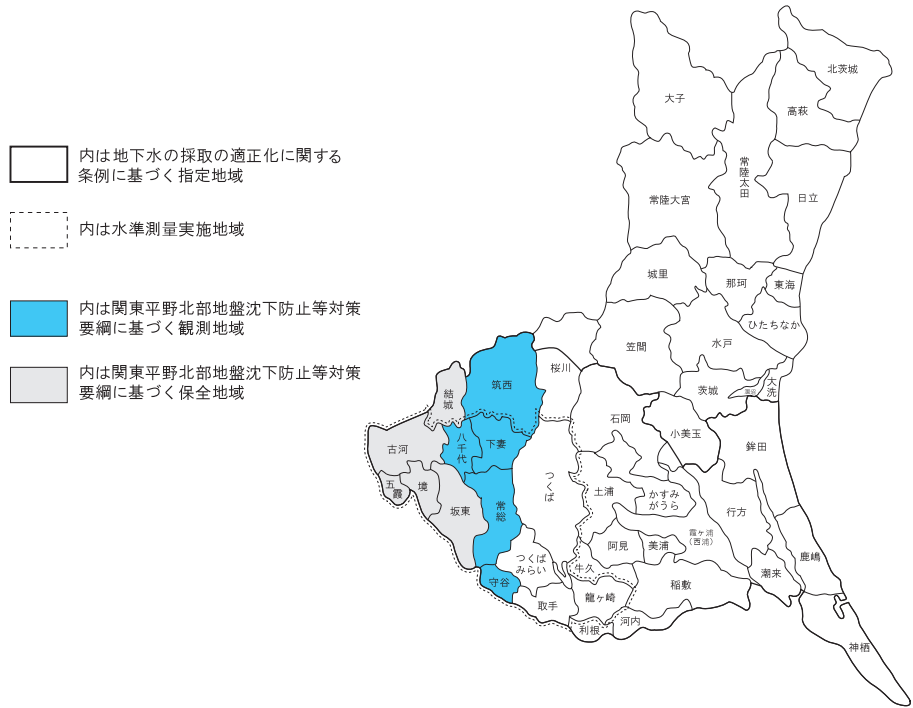 内は地下水の採取の適正化に関する
条例に基づく指定地域
内は水準測量実施地域
内は関東平野北部地盤沈下防止等対策
要綱に基づく観測地域
内は関東平野北部地盤沈下防止等対策
要綱に基づく保全地域
北茨城
大子
高萩
常陸太田
常陸大宮
日立
城里
那珂
東海
ひたちなか
水戸
笠間
桜川
筑西
結城
茨城
大洗
石岡
小美玉
鉾田
古河
八千代
下妻
つくば
五霞
境
坂東
常総
土浦
かすみ
がうら
行方
霞ヶ浦
(西浦)
阿見
美浦
鹿嶋
つくば
みらい
牛久
潮来
守谷
稲敷
取手
龍ヶ崎
利根
河内
神栖